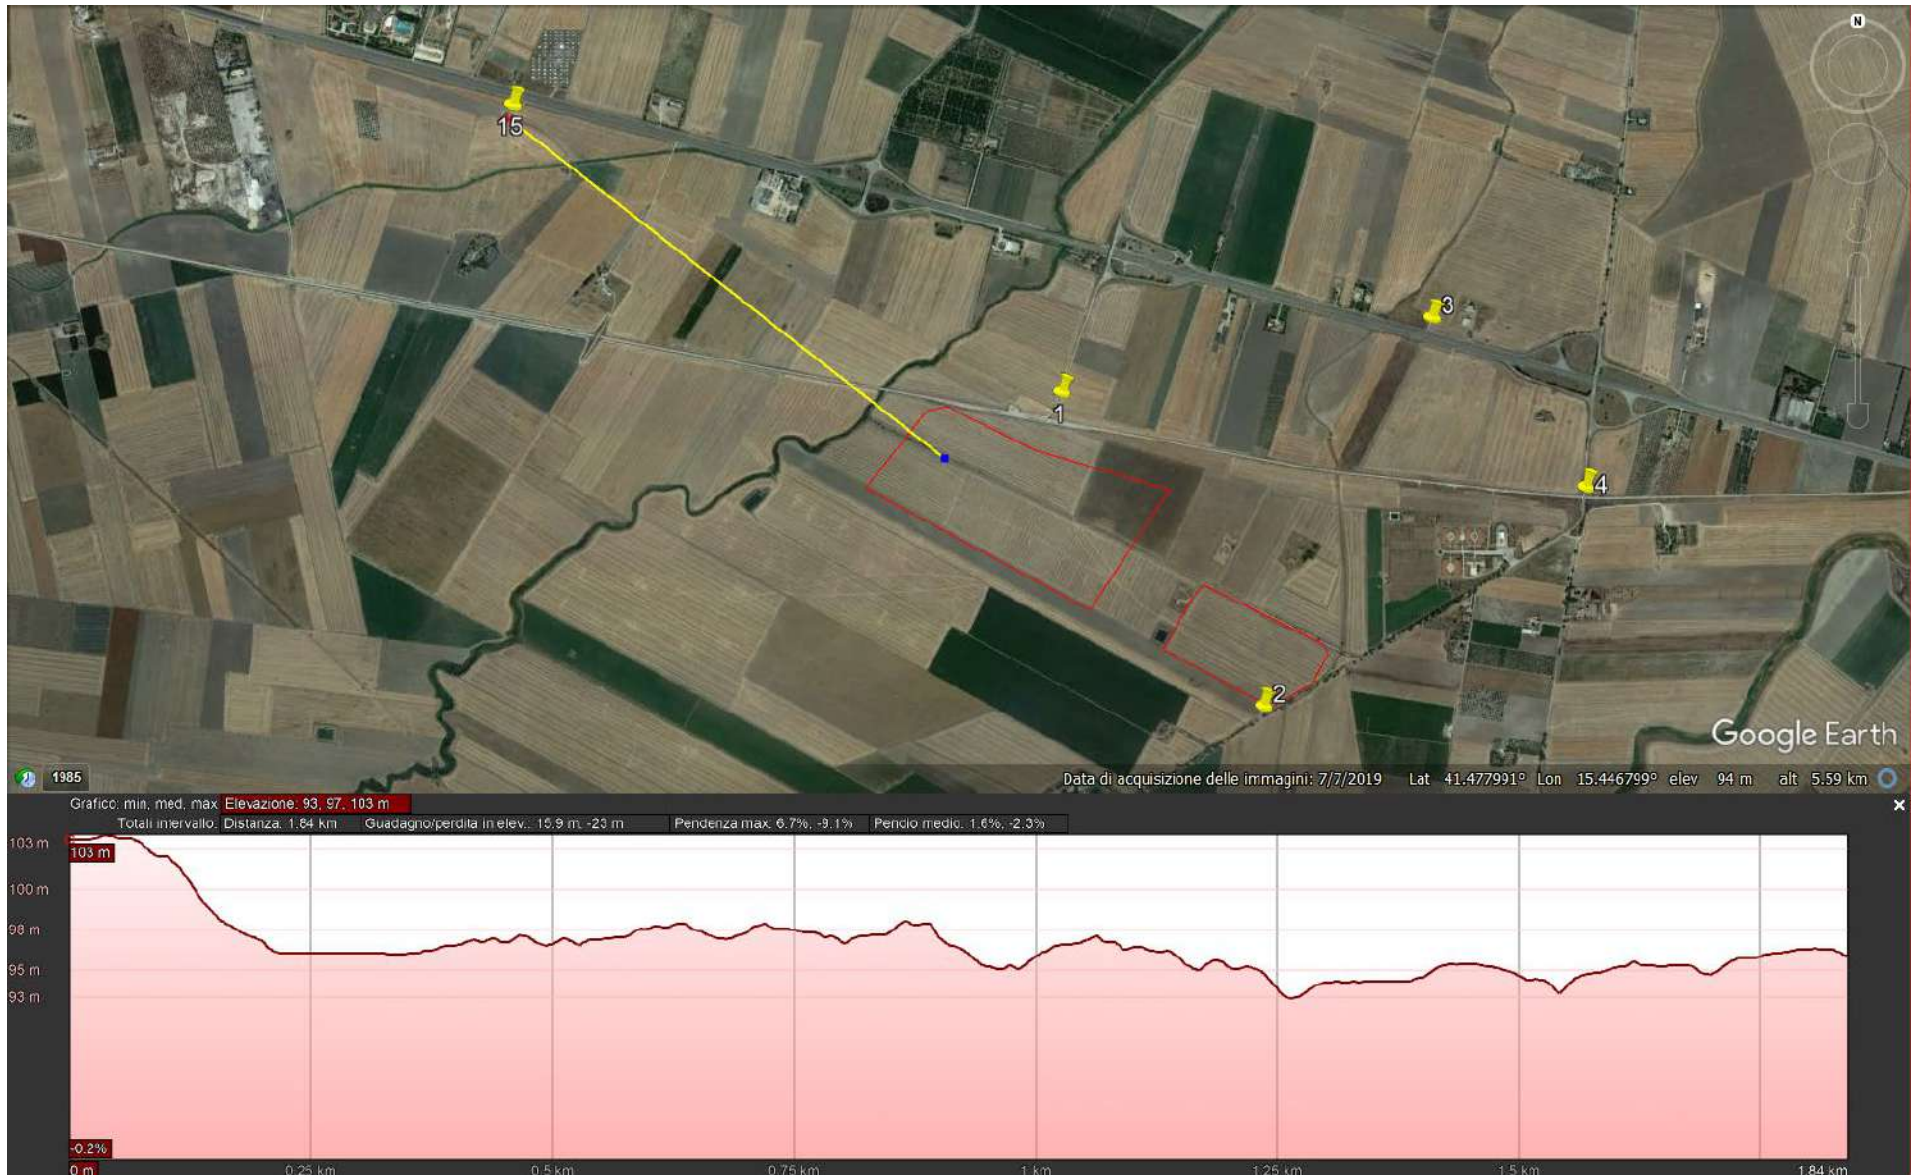 N
15
3
1
4
2
Google Earth
1985
Data di acquisizione delle immagini: 7/7/2019 Lat 41.477991° Lon 15.446799° elev 94 m alt 5.59 km
Grafico: min, med, max Elevazione: 93, 97, 103 m
Totali intervallo: Distanza: 1.84 km Guadagno/perdita in elev.: 15.9 m, -23 m Pendenza max: 6.7%, -9.1% Pendio medio: 1.6%, -2.3%
103 m
103 m
100 m
98 m
95 m
93 m
-0.2%
0 m 0.25 km 0.5 km 0.75 km 1 km 1.25 km 1.5 km 1.84 km